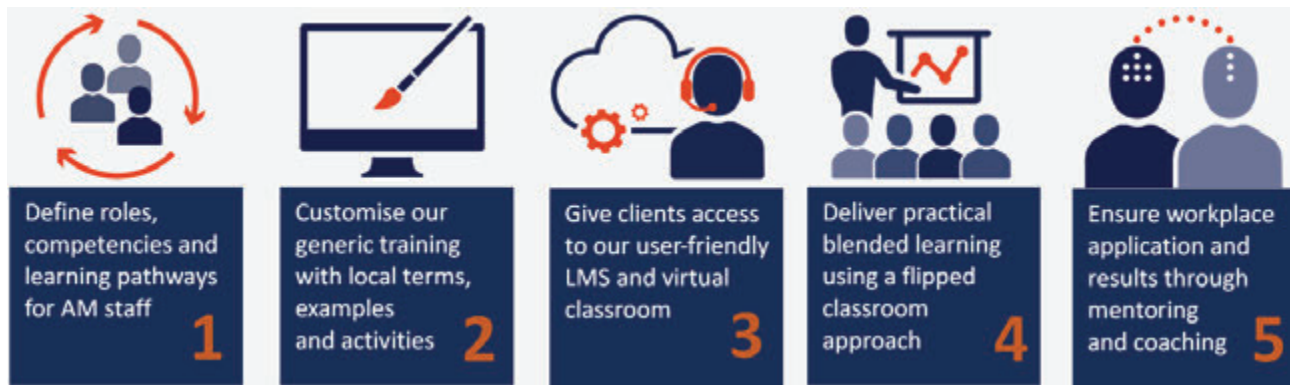 Define roles,
competencies and
learning pathways
for AM staff
1
Customise our
generic training
with local terms,
examples
and activities
2
Give clients access
to our user-friendly
LMS and virtual
classroom
3
Deliver practical
blended learning
using a flipped
classroom
approach
4
Ensure workplace
application and
results through
mentoring
and coaching
5